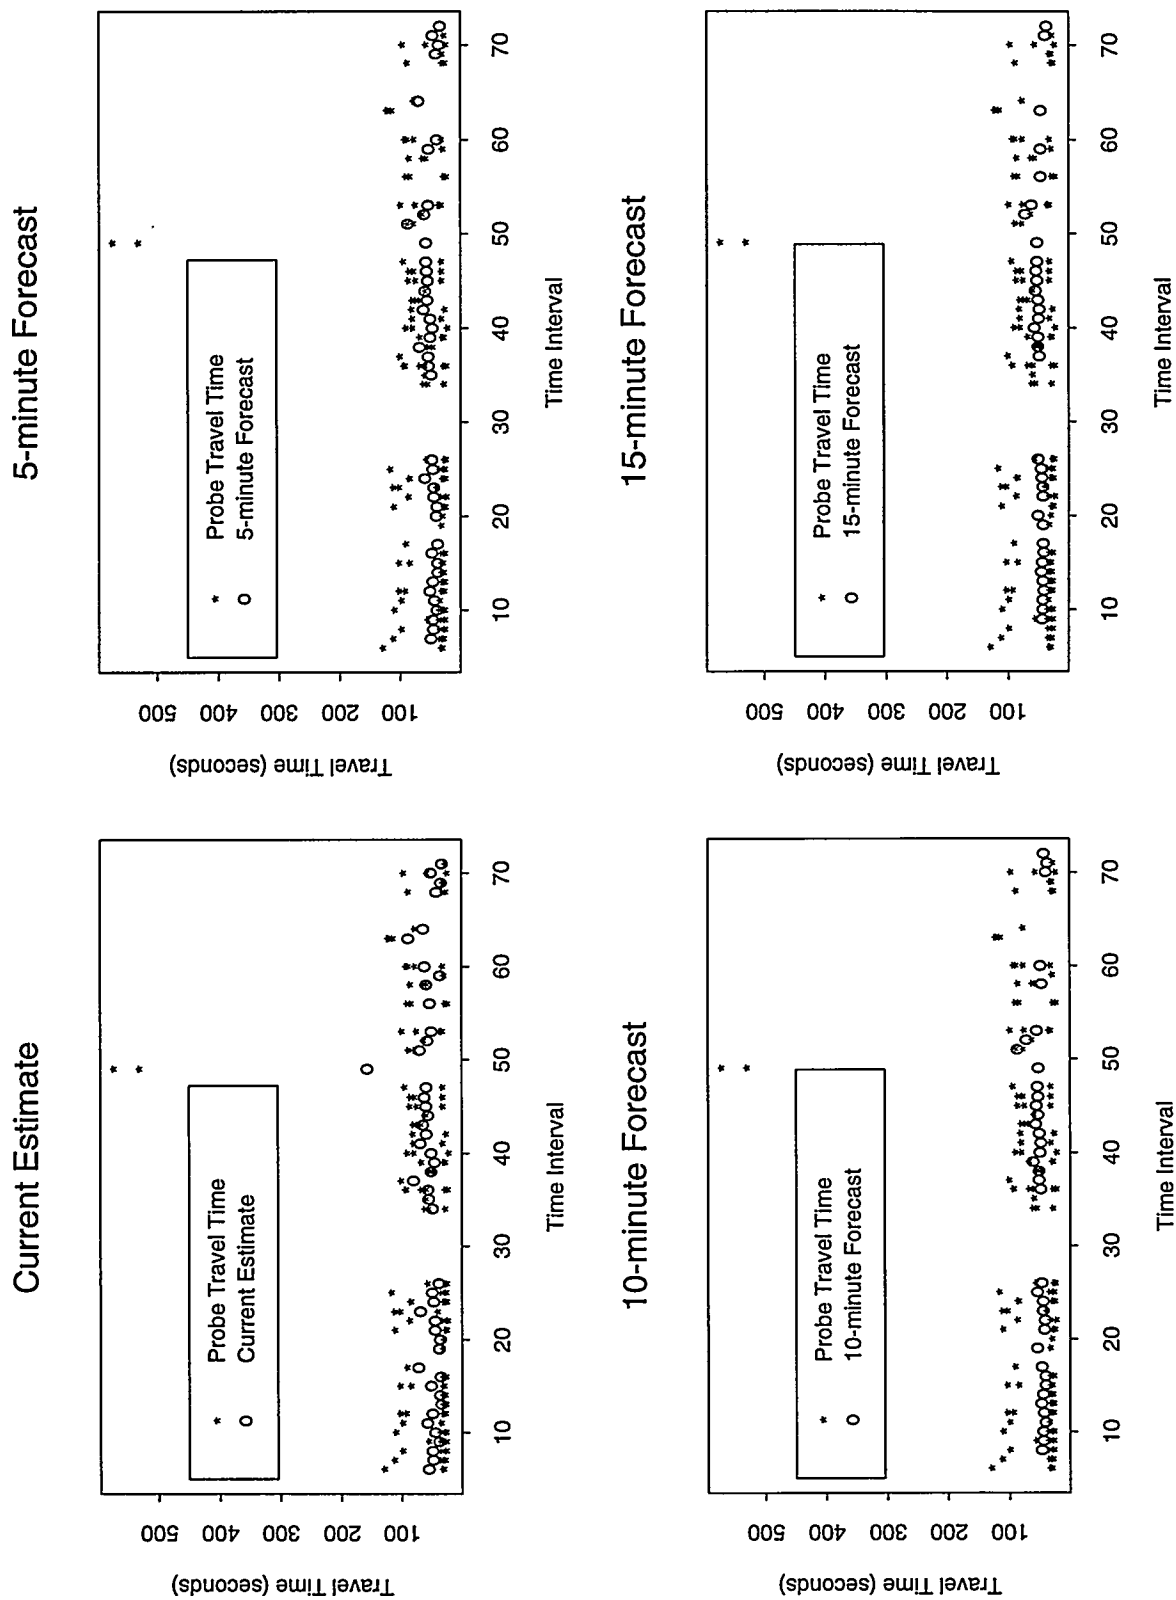 Current Estimate
Travel Time (seconds)
500
400
300
200
100
* Probe Travel Time
o Current Estimate
10
20
30
40
50
60
70
Time Interval
5-minute Forecast
Travel Time (seconds)
500
400
300
200
100
* Probe Travel Time
o 5-minute Forecast
10
20
30
40
50
60
70
Time Interval
10-minute Forecast
Travel Time (seconds)
500
400
300
200
100
* Probe Travel Time
o 10-minute Forecast
10
20
30
40
50
60
70
Time Interval
15-minute Forecast
Travel Time (seconds)
500
400
300
200
100
* Probe Travel Time
o 15-minute Forecast
10
20
30
40
50
60
70
Time Interval